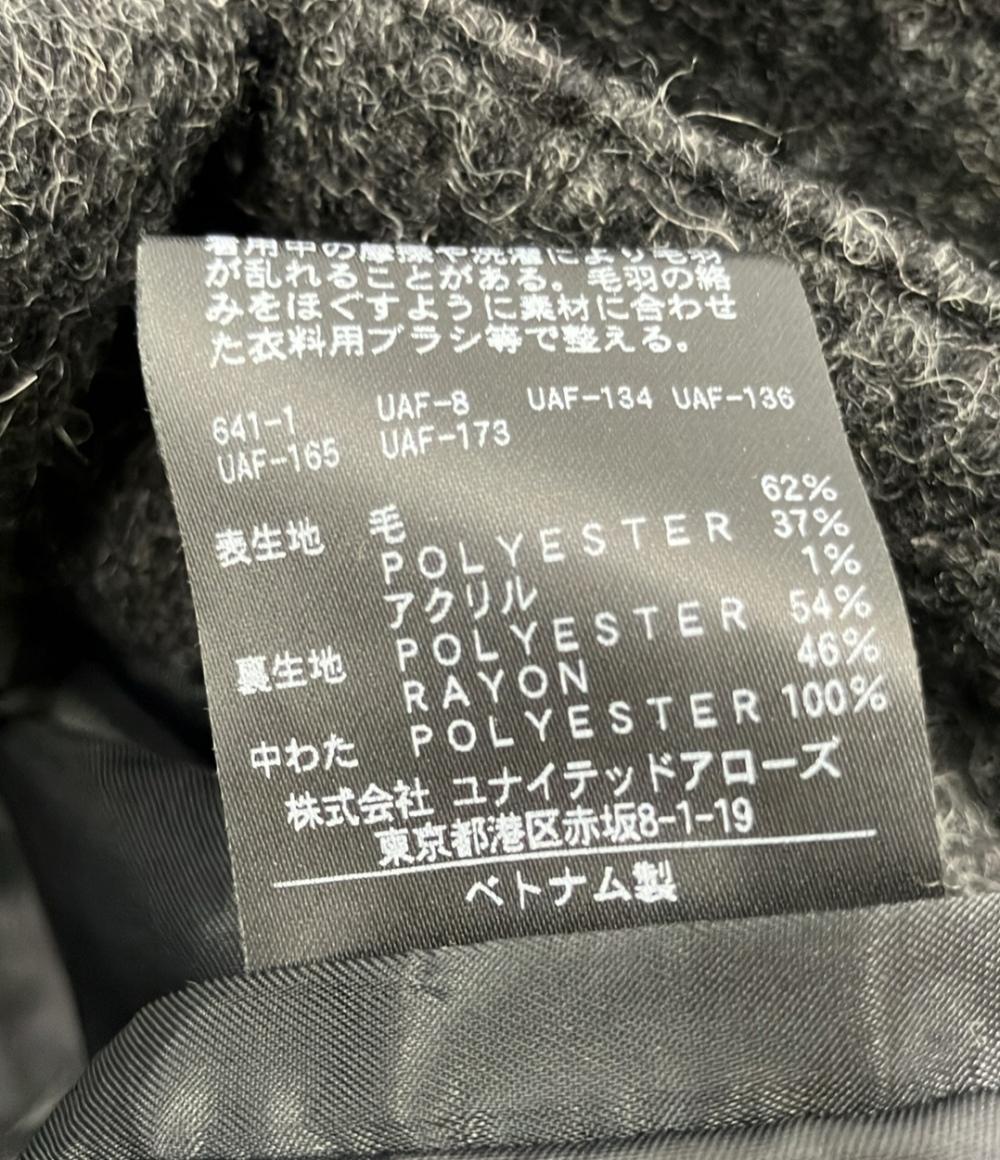 着用中の摩擦や洗濯により毛羽
が乱れることがある。毛羽の絡
みをほぐすように素材に合わせ
た衣料用ブラシ等で整える。
641-1 UAF-8 UAF-134 UAF-136
UAF-165 UAF-173
表生地 毛 62%
POLYESTER 37%
アクリル 1%
裏生地 POLYESTER 54%
RAYON 46%
中わた POLYESTER 100%
株式会社 ユナイテッドアローズ
東京都港区赤坂8-1-19
ベトナム製